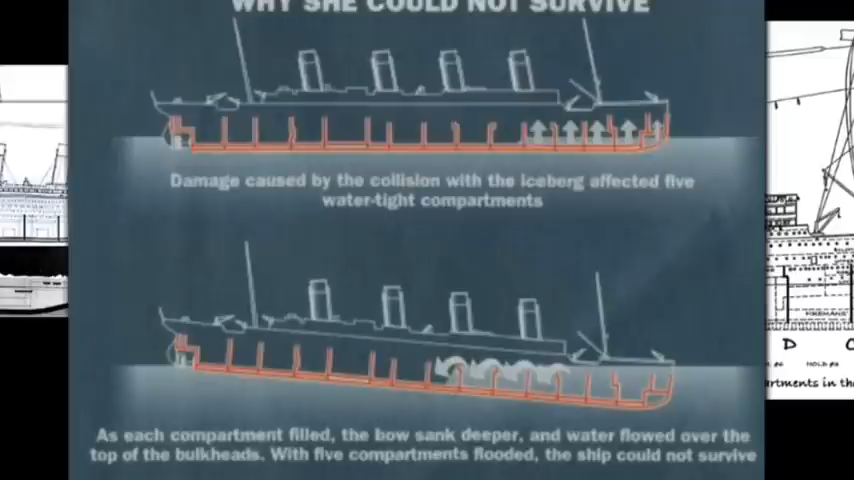 WHY SHE COULD NOT SURVIVE
Damage caused by the collision with the iceberg affected five
water-tight compartments
As each compartment filled, the bow sank deeper, and water flowed over the
top of the bulkheads. With five compartments flooded, the ship could not survive
D
C